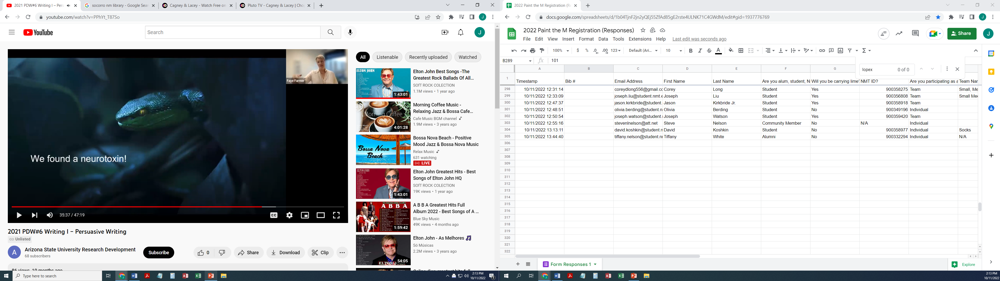 2021 PDW#6 Writing I – Pers
socorro nm library - Google Sear
Cagney & Lacey - Watch Free on
Pluto TV - Cagney & Lacey | Cho
youtube.com/watch?v=PPhYt_T87So
YouTube
Search
We found a neurotoxin!
Faye Farmer
35:37 / 47:19
2021 PDW#6 Writing I – Persuasive Writing
Unlisted
A
Arizona State University Research Development
68 subscribers
Subscribe
0
Share
Download
Clip
86 views 10 months ago
All
Listenable
Recently uploaded
Watched
ELTON JOHN
1:43:01
Elton John Best Songs -The
Greatest Rock Ballads Of All...
SOfT ROCK COLECTION
1.1M views • 1 year ago
Morning Coffee
4:01:28
Morning Coffee Music -
Relaxing Jazz & Bossa Cafe...
Cafe Music BGM channel
1.9M views • 3 years ago
Bossa Nova
Beach
Bossa Nova Beach - Positive
Mood Jazz & Bossa Nova Music
Relax Music
631 watching
LIVE
ELTON JOHN
1:43:01
Elton John Greatest Hits - Best
Songs of Elton John HQ
SOfT ROCK COLECTION
19K views • 1 year ago
ABBA
1:59:42
A B B A Greatest Hits Full
Album 2022 - Best Songs of A ...
Blue Sky Music
49K views • 4 months ago
ELTON JOHN
54:05
Elton John - As Melhores
Só Músicas
2.2M views • 3 years ago
Type here to search
2:13 PM
10/11/2022
2022 Paint the M Registration (Re
docs.google.com/spreadsheets/d/1b04TjnF2jn2yQEj55ZfAd85gE2rste4ULNK71C4GWdM/edit#gid=1937776769
2022 Paint the M Registration (Responses)
File Edit View Insert Format Data Tools Extensions Help Last edit was seconds ago
Share
J
100% $ % .0 .00 123 Default (Ari... 10 B I S A
B289 fx 101
lopex 0 of 0
A B C D E F G
1 Timestamp Bib # Email Address First Name Last Name Are you alum, student, N Will you be carrying lime? NMT ID? Are you participating as a Team Nar
298 10/11/2022 12:31:14 coreydlong556@gmail.cc Corey Long Student Yes 900358275 Team Small, Me
299 10/11/2022 12:33:09 joseph.liu@student.nmt.e Joseph Liu Student Yes 900356808 Team Small Med
300 10/11/2022 12:47:37 jason.kirkbride@student. Jason Kirkbride Jr. Student Yes 900358918 Team
301 10/11/2022 12:48:51 olivia.berding@student.n Olivia Berding Student No 900349196 Individual
302 10/11/2022 12:50:54 joseph.watson@student. Joseph Watson Student Yes 900359420 Team
303 10/11/2022 12:55:16 stevenlnelson@att.net Steve Nelson Community Member No N/A Individual
304 10/11/2022 13:13:11 david.koshkin@student.n David Koshkin Student No 900358977 Individual Socks
305 10/11/2022 13:44:40 tiffany.nelson@student.n Tiffany White Alumni No 900332294 Individual N/A
306
307
308
309
310
311
312
313
314
315
316
317
318
319
320
321
322
Form Responses 1
Explore
2:13 PM
10/11/2022